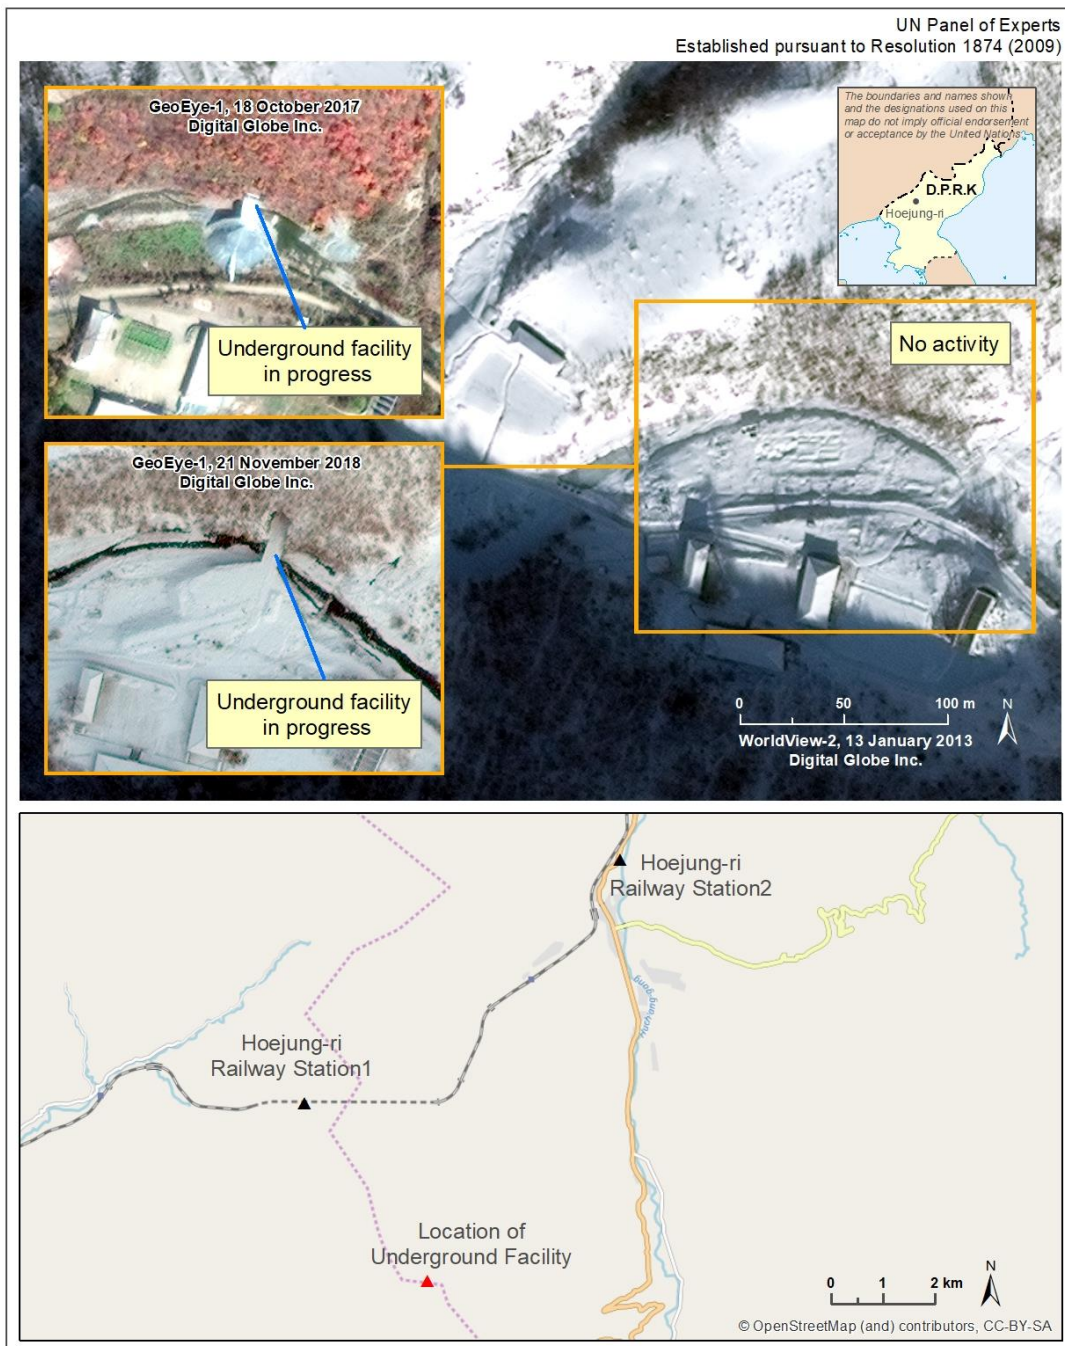 UN Panel of Experts
Established pursuant to Resolution 1874 (2009)
GeoEye-1, 18 October 2017
Digital Globe Inc.
Underground facility
in progress
The boundaries and names shown
and the designations used on this
map do not imply official endorsement
or acceptance by the United Nations.
D.P.R.K
Hoejung-ri
No activity
GeoEye-1, 21 November 2018
Digital Globe Inc.
Underground facility
in progress
0 50 100 m
N
WorldView-2, 13 January 2013
Digital Globe Inc.
Hoejung-ri
Railway Station2
Huch'ang-gang
Hoejung-ri
Railway Station1
Location of
Underground Facility
0 1 2 km
N
© OpenStreetMap (and) contributors, CC-BY-SA